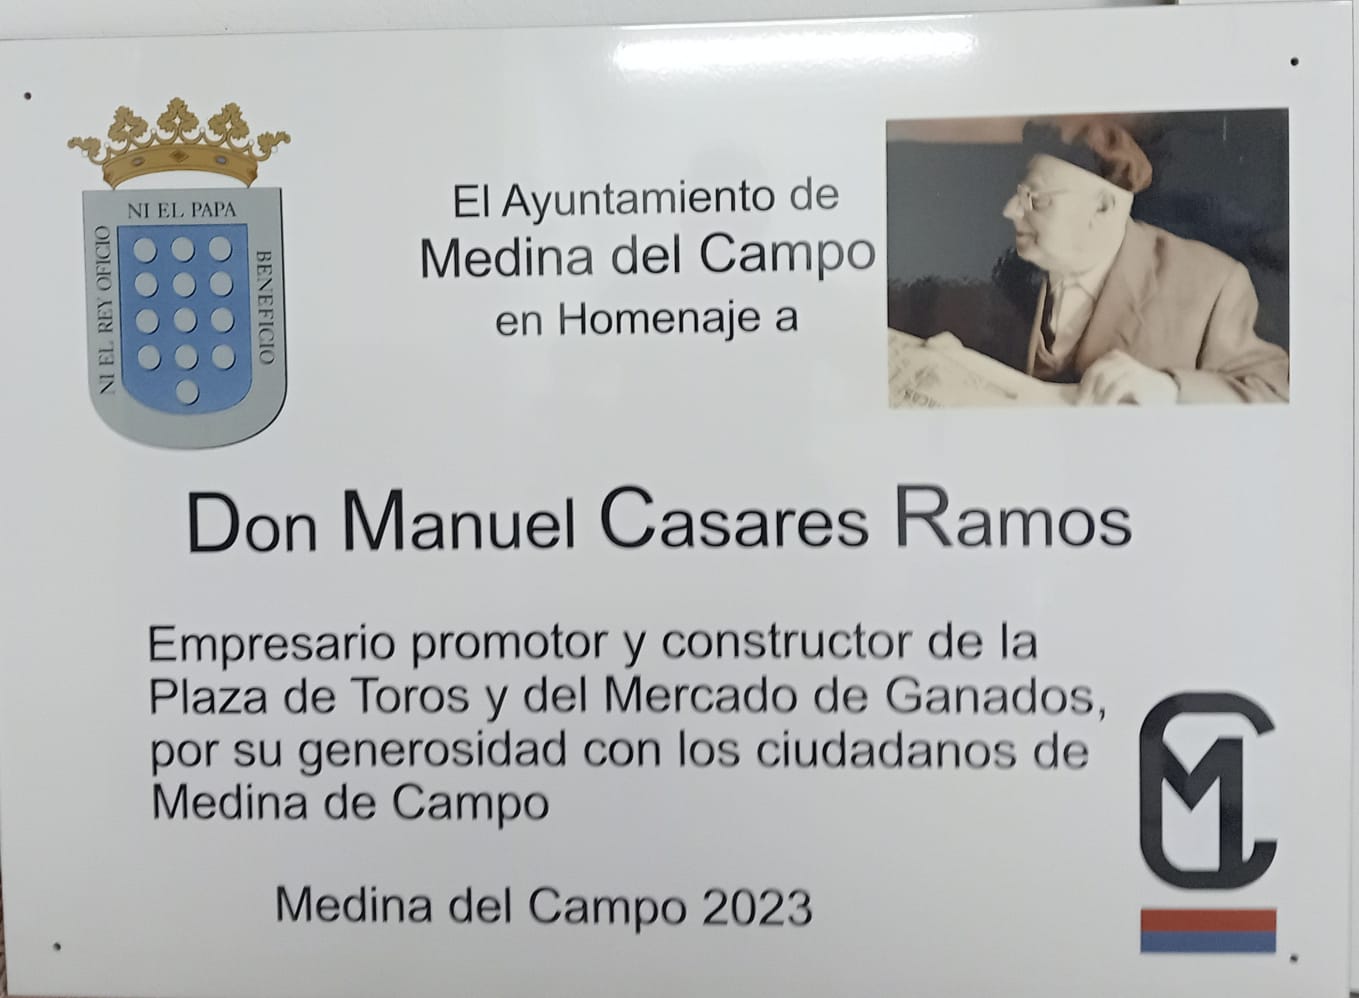 NI EL PAPA
NI EL REY OFICIO
BENEFICIO
El Ayuntamiento de
Medina del Campo
en Homenaje a
Don Manuel Casares Ramos
Empresario promotor y constructor de la
Plaza de Toros y del Mercado de Ganados,
por su generosidad con los ciudadanos de
Medina de Campo
Medina del Campo 2023
MC